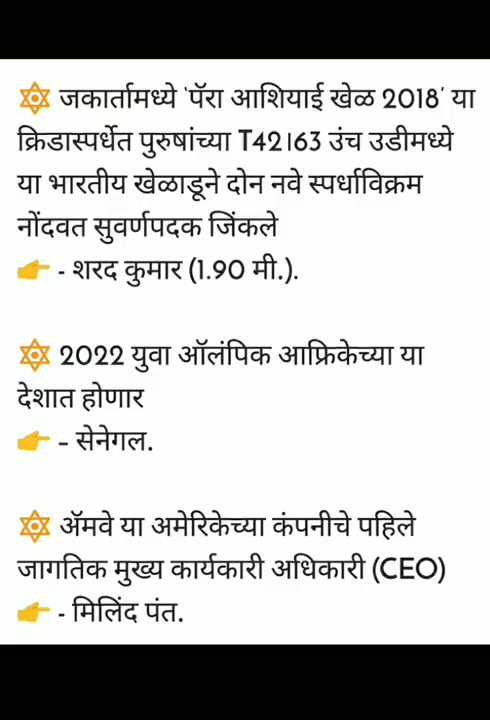 🔯 जकार्तामध्ये 'पॅरा आशियाई खेळ 2018' या
क्रिडास्पर्धेत पुरुषांच्या T42।63 उंच उडीमध्ये
या भारतीय खेळाडूने दोन नवे स्पर्धाविक्रम
नोंदवत सुवर्णपदक जिंकले
👉 - शरद कुमार (1.90 मी.).
🔯 2022 युवा ऑलंपिक आफ्रिकेच्या या
देशात होणार
👉 – सेनेगल.
🔯 ॲमवे या अमेरिकेच्या कंपनीचे पहिले
जागतिक मुख्य कार्यकारी अधिकारी (CEO)
👉 - मिलिंद पंत.